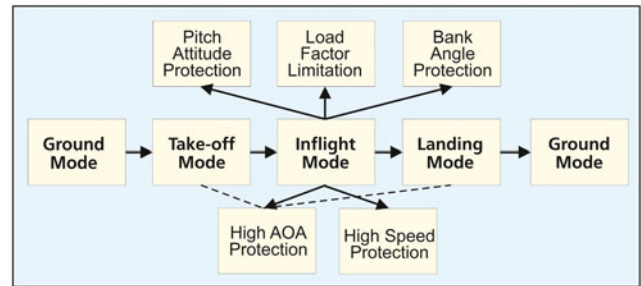 Pitch
Attitude
Protection
Load
Factor
Limitation
Bank
Angle
Protection
Ground
Mode
Take-off
Mode
Inflight
Mode
Landing
Mode
Ground
Mode
High AOA
Protection
High Speed
Protection